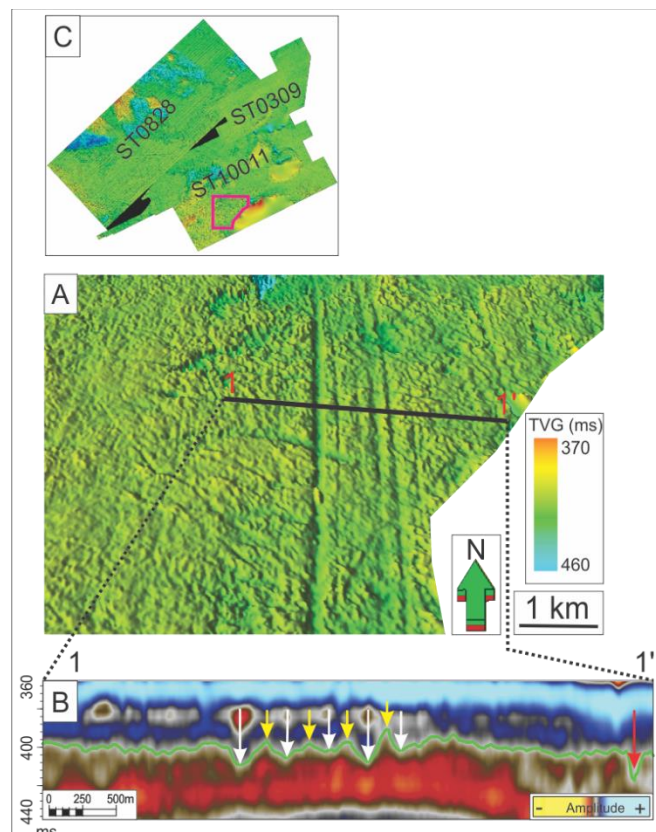 C
ST0828
ST0309
ST10011
A
1
1'
TVG (ms)
370
460
N
1 km
1
1'
B
360
400
440
ms
0 250 500m
- Amplitude +